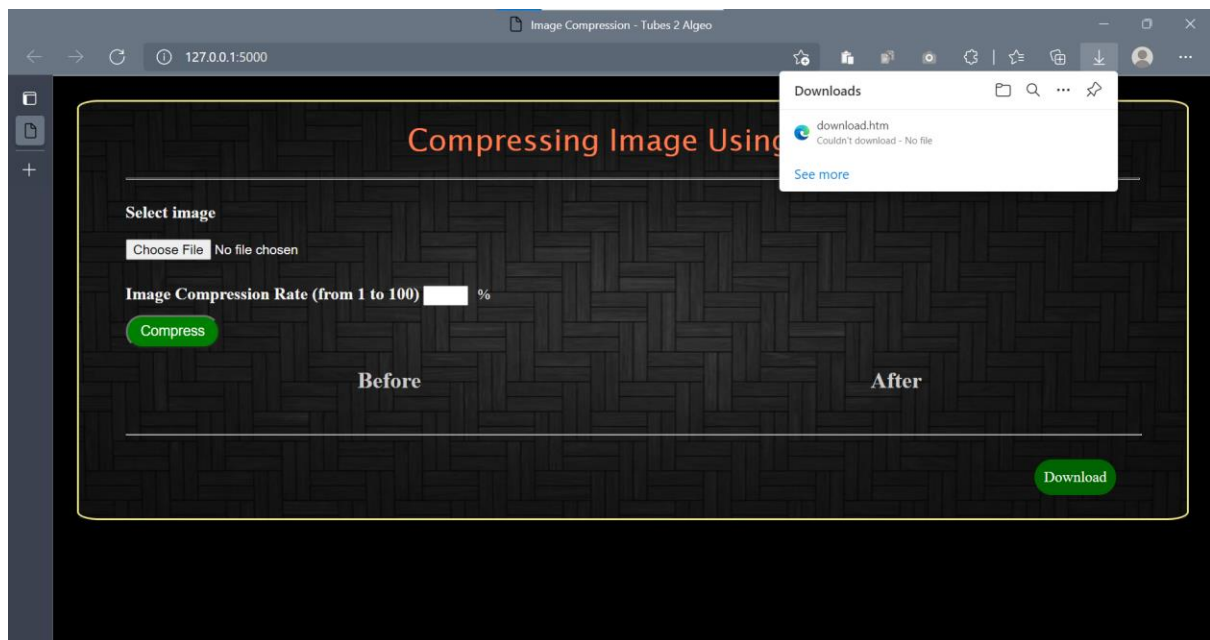 Image Compression - Tubes 2 Algeo
127.0.0.1:5000
Downloads
download.htm
Couldn't download - No file
See more
Compressing Image Using
Select image
Choose File No file chosen
Image Compression Rate (from 1 to 100) %
Compress
Before After
Download